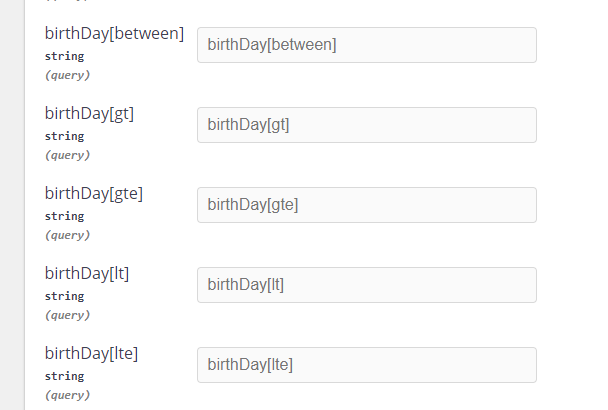 birthDay[between]
string
(query)
birthDay[between]
birthDay[gt]
string
(query)
birthDay[gt]
birthDay[gte]
string
(query)
birthDay[gte]
birthDay[lt]
string
(query)
birthDay[lt]
birthDay[lte]
string
(query)
birthDay[lte]